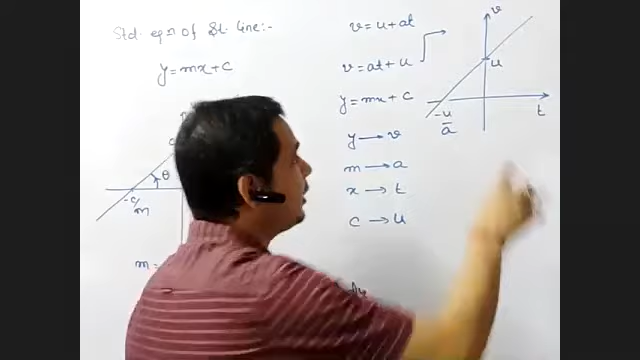 Std. eqn of St. line:-
y=mx+c
θ
-c/m
m=
v=u+at
v=at+u
y=mx+c
y→v
m→a
x→t
c→u
v
u
t
-u/a